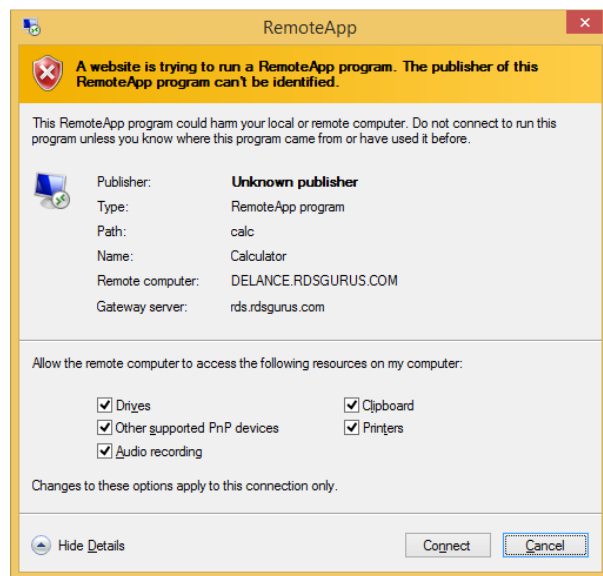 RemoteApp
A website is trying to run a RemoteApp program. The publisher of this
RemoteApp program can't be identified.
This RemoteApp program could harm your local or remote computer. Do not connect to run this
program unless you know where this program came from or have used it before.
Publisher: Unknown publisher
Type: RemoteApp program
Path: calc
Name: Calculator
Remote computer: DELANCE.RDSGURUS.COM
Gateway server: rds.rdsgurus.com
Allow the remote computer to access the following resources on my computer:
Drives Clipboard
Other supported PnP devices Printers
Audio recording
Changes to these options apply to this connection only.
Hide Details Connect Cancel